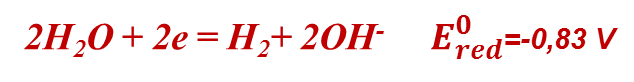 2H₂O + 2e = H₂+ 2OH⁻ E⁰red=-0,83 V